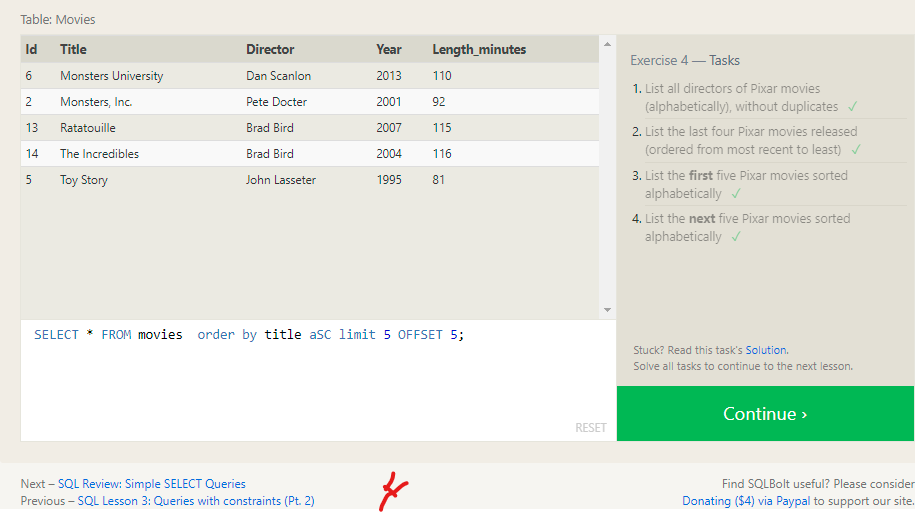 Table: Movies
Id Title Director Year Length_minutes
6 Monsters University Dan Scanlon 2013 110
2 Monsters, Inc. Pete Docter 2001 92
13 Ratatouille Brad Bird 2007 115
14 The Incredibles Brad Bird 2004 116
5 Toy Story John Lasseter 1995 81
SELECT * FROM movies  order by title aSC limit 5 OFFSET 5;
RESET
Exercise 4 — Tasks
1. List all directors of Pixar movies
(alphabetically), without duplicates ✓
2. List the last four Pixar movies released
(ordered from most recent to least) ✓
3. List the first five Pixar movies sorted
alphabetically ✓
4. List the next five Pixar movies sorted
alphabetically ✓
Stuck? Read this task's Solution.
Solve all tasks to continue to the next lesson.
Continue ›
Next – SQL Review: Simple SELECT Queries
Previous – SQL Lesson 3: Queries with constraints (Pt. 2)
Find SQLBolt useful? Please consider
Donating ($4) via Paypal to support our site.